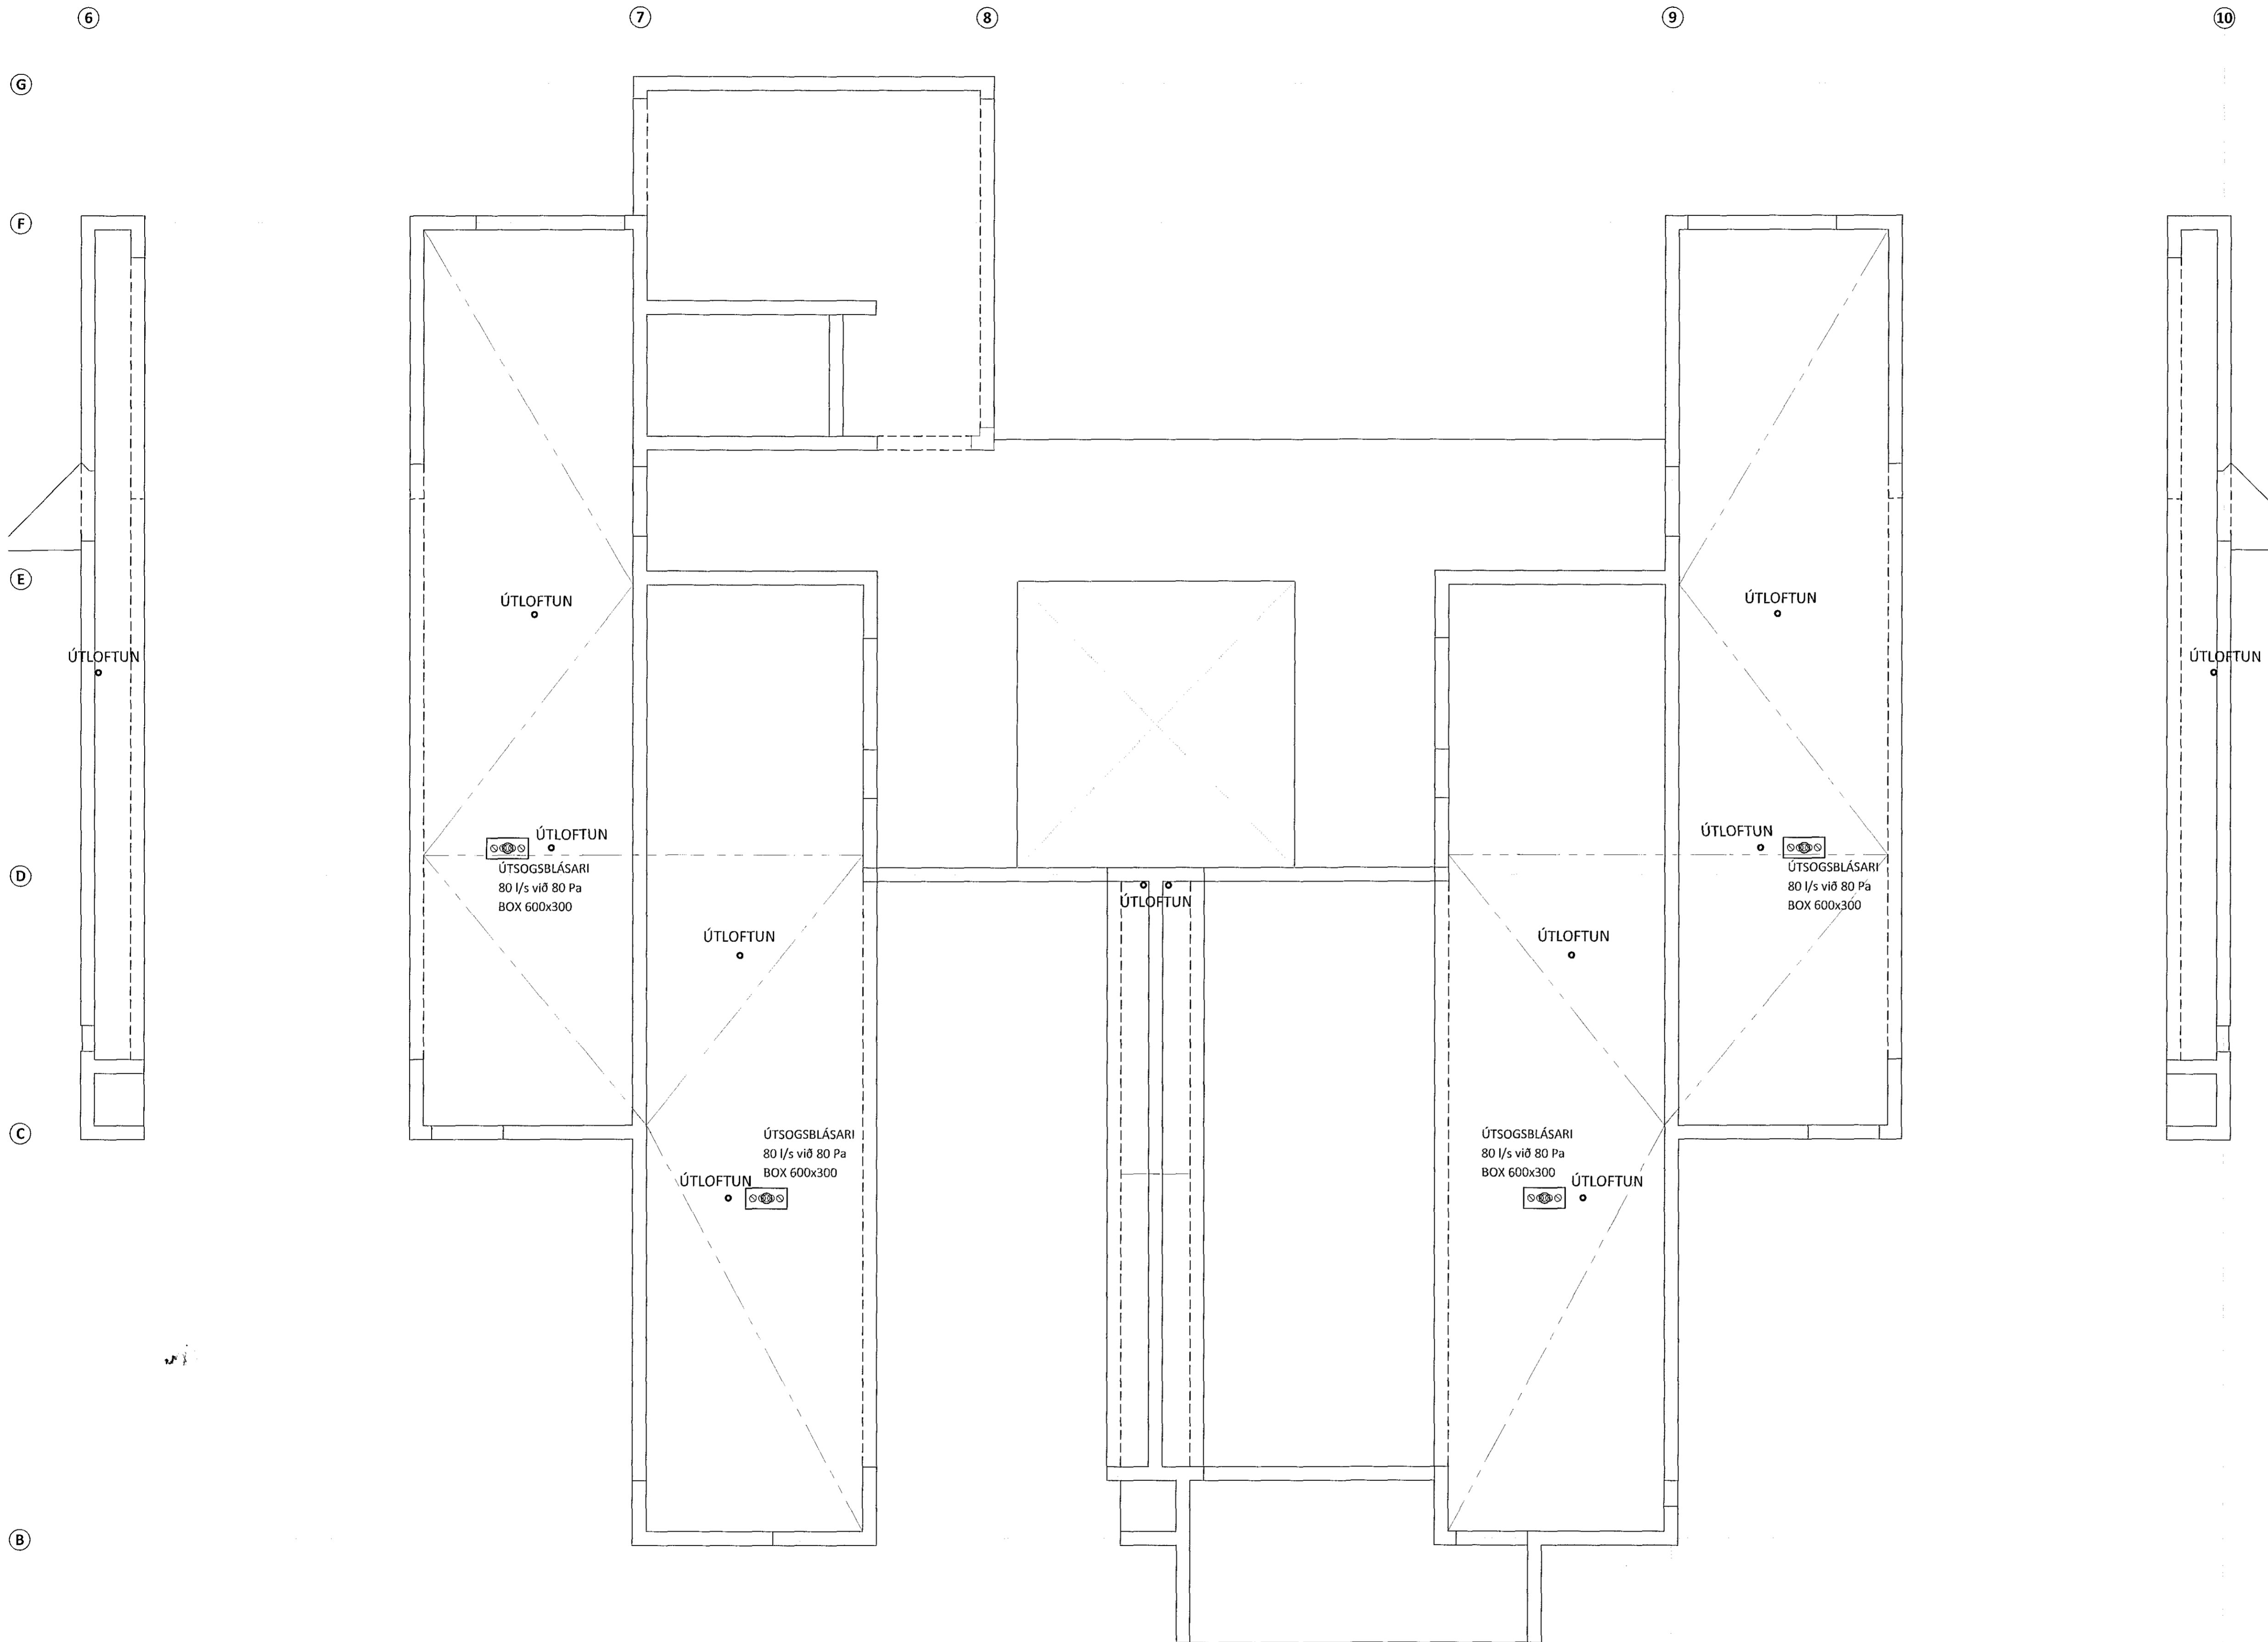 6
7
8
9
10
G
F
E
D
C
B
ÚTLOFTUN
ÚTLOFTUN
ÚTLOFTUN
ÚTLOFTUN
ÚTLOFTUN
ÚTSOGSBLÁSARI
80 l/s við 80 Pa
BOX 600x300
ÚTLOFTUN
ÚTSOGSBLÁSARI
80 l/s við 80 Pa
BOX 600x300
ÚTLOFTUN
ÚTLOFTUN
ÚTLOFTUN
ÚTSOGSBLÁSARI
80 l/s við 80 Pa
BOX 600x300
ÚTLOFTUN
ÚTSOGSBLÁSARI
80 l/s við 80 Pa
BOX 600x300
ÚTLOFTUN